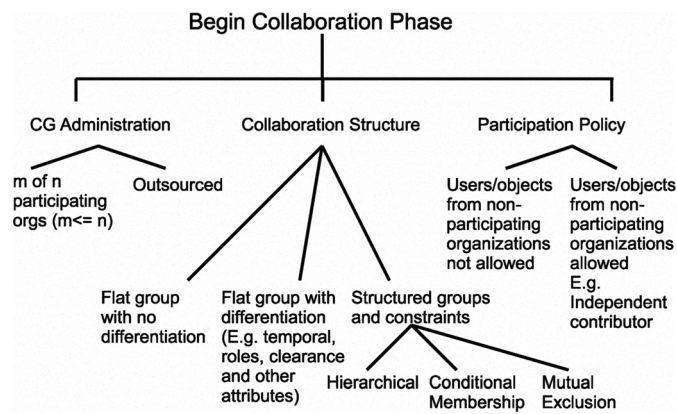 Begin Collaboration Phase
CG Administration
Collaboration Structure
Participation Policy
m of n
participating
orgs (m<= n)
Outsourced
Users/objects
from non-
participating
organizations
not allowed
Users/objects
from non-
participating
organizations
allowed
E.g.
Independent
contributor
Flat group
with no
differentiation
Flat group with
differentiation
(E.g. temporal,
roles, clearance
and other
attributes)
Structured groups
and constraints
Hierarchical
Conditional
Membership
Mutual
Exclusion